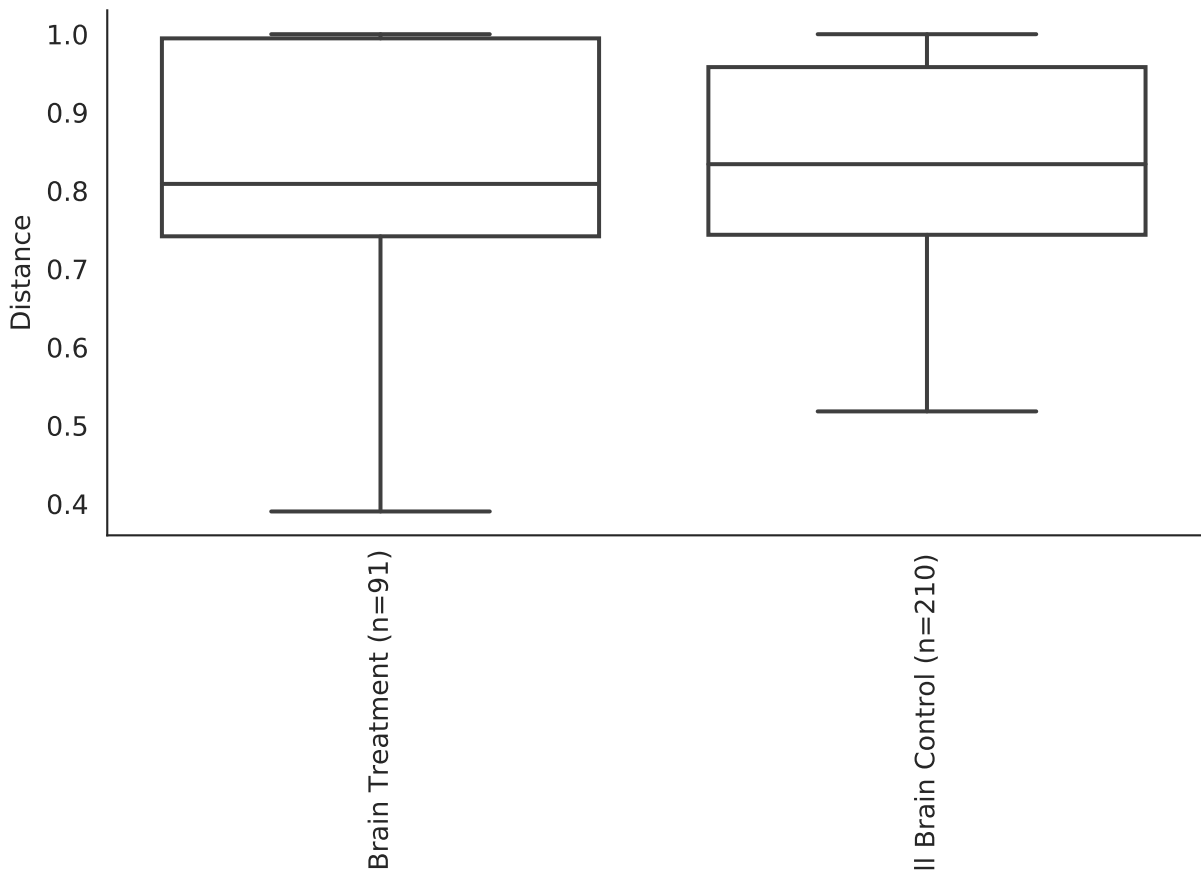 Distance
1.0
0.9
0.8
0.7
0.6
0.5
0.4
Brain Treatment (n=91)
ll Brain Control (n=210)